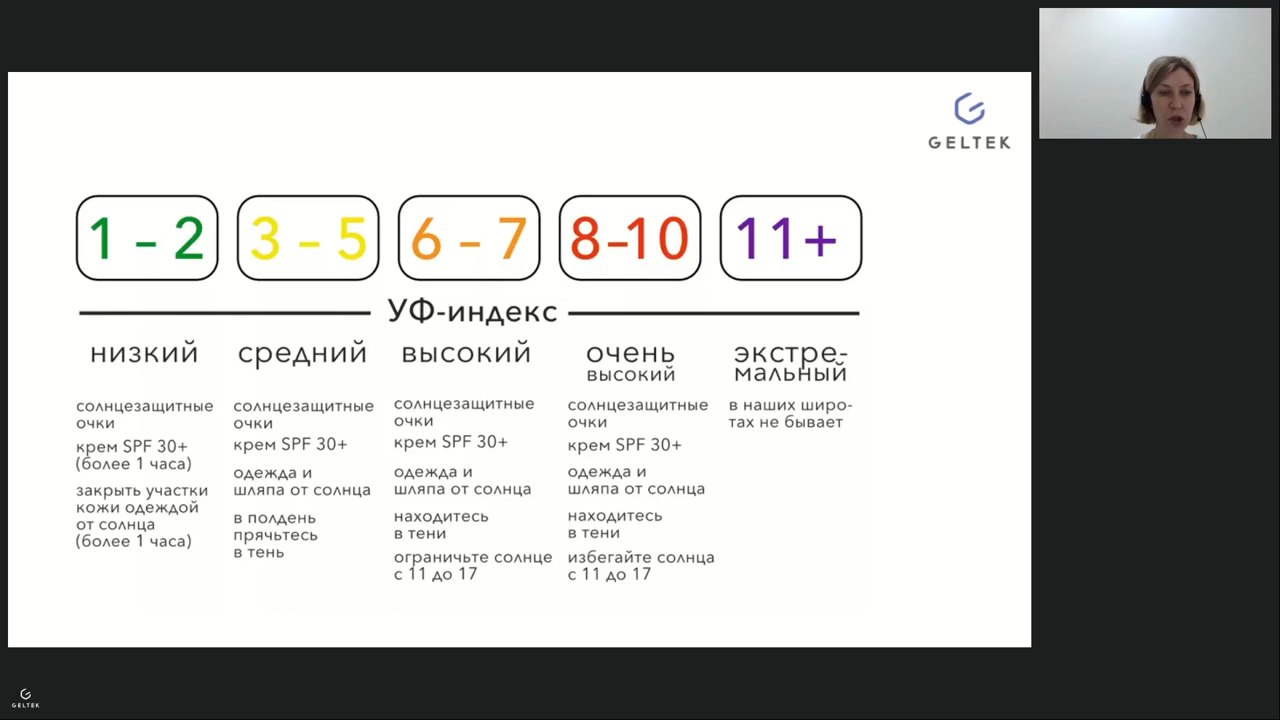 GELTEK
1 – 2
3 – 5
6 – 7
8–10
11+
УФ-индекс
низкий
солнцезащитные
очки
крем SPF 30+
(более 1 часа)
закрыть участки
кожи одеждой
от солнца
(более 1 часа)
средний
солнцезащитные
очки
крем SPF 30+
одежда и
шляпа от солнца
в полдень
прячьтесь
в тень
высокий
солнцезащитные
очки
крем SPF 30+
одежда и
шляпа от солнца
находитесь
в тени
ограничьте солнце
с 11 до 17
очень
высокий
солнцезащитные
очки
крем SPF 30+
одежда и
шляпа от солнца
находитесь
в тени
избегайте солнца
с 11 до 17
экстре-
мальный
в наших широ-
тах не бывает
GELTEK